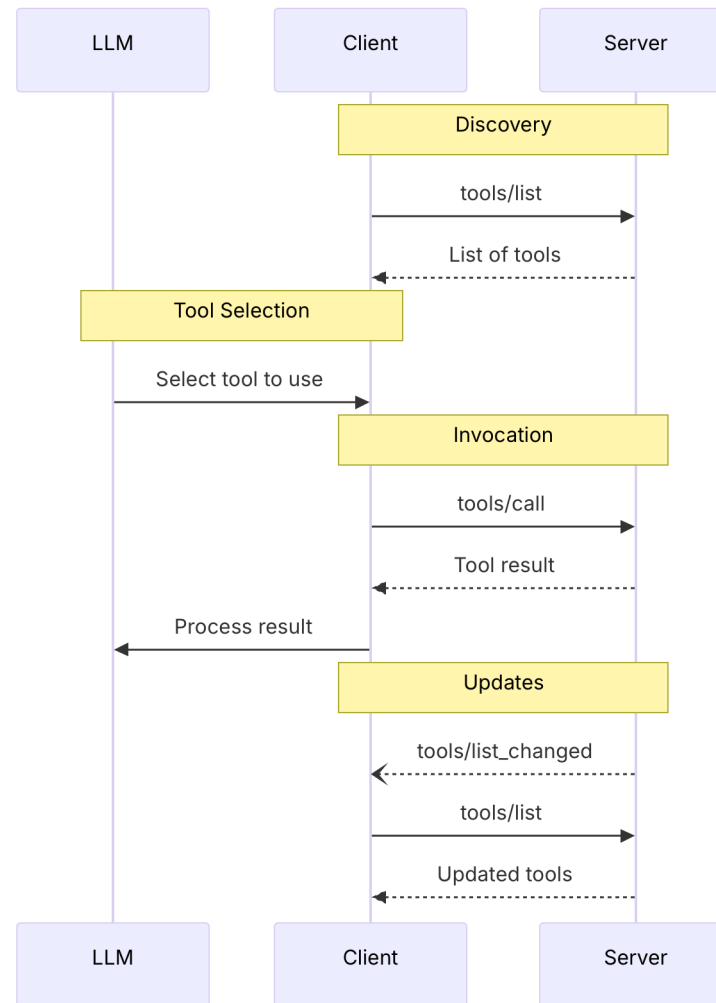 LLM
Client
Server
Discovery
tools/list
List of tools
Tool Selection
Select tool to use
Invocation
tools/call
Tool result
Process result
Updates
tools/list_changed
tools/list
Updated tools
LLM
Client
Server